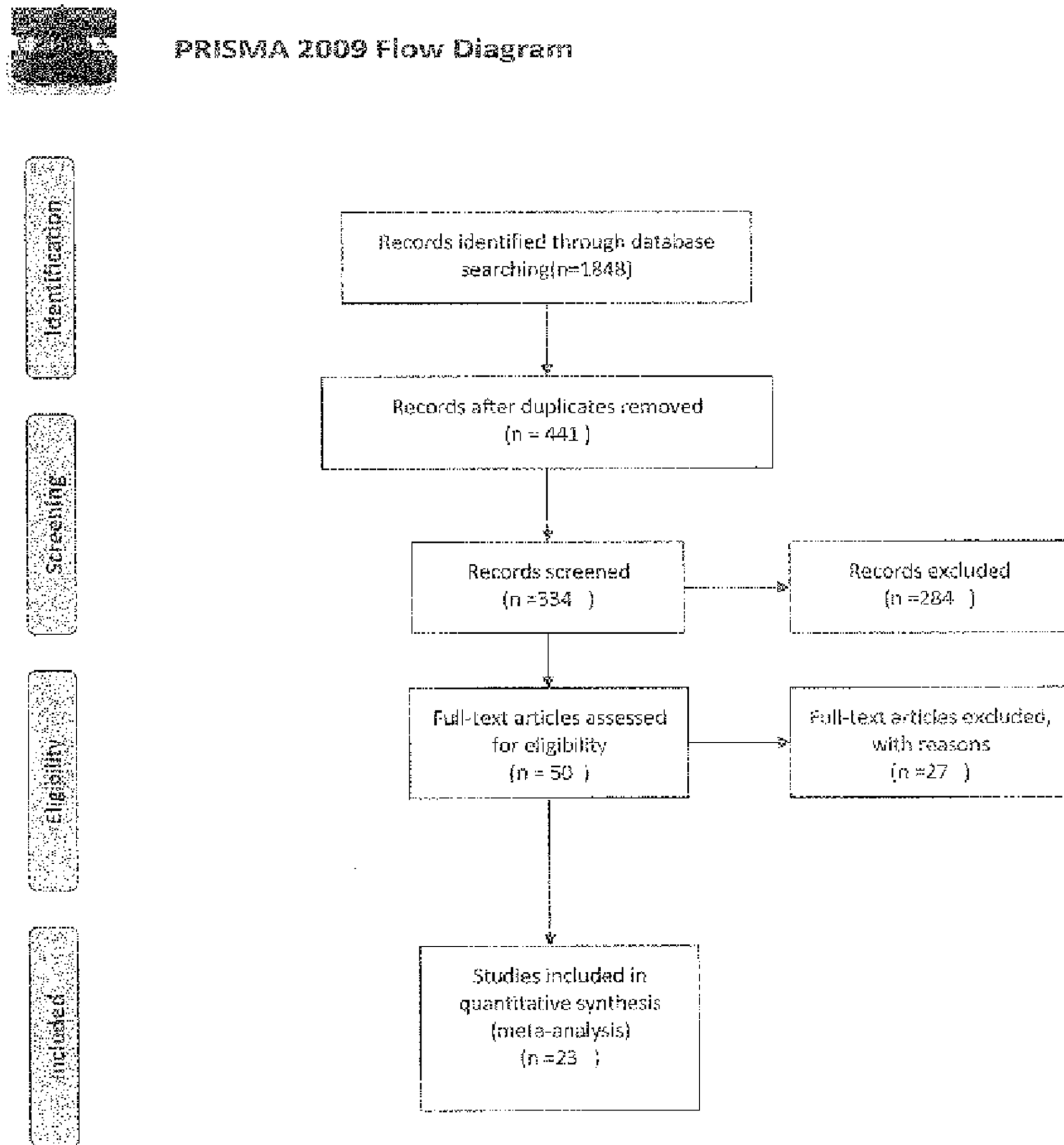 PRISMA 2009 Flow Diagram
Identification
Records identified through database
searching(n=1848)
Records after duplicates removed
(n = 441 )
Screening
Records screened
(n =334 )
Records excluded
(n =284 )
Eligibility
Full-text articles assessed
for eligibility
(n = 50 )
Full-text articles excluded,
with reasons
(n =27 )
Included
Studies included in
quantitative synthesis
(meta-analysis)
(n =23 )